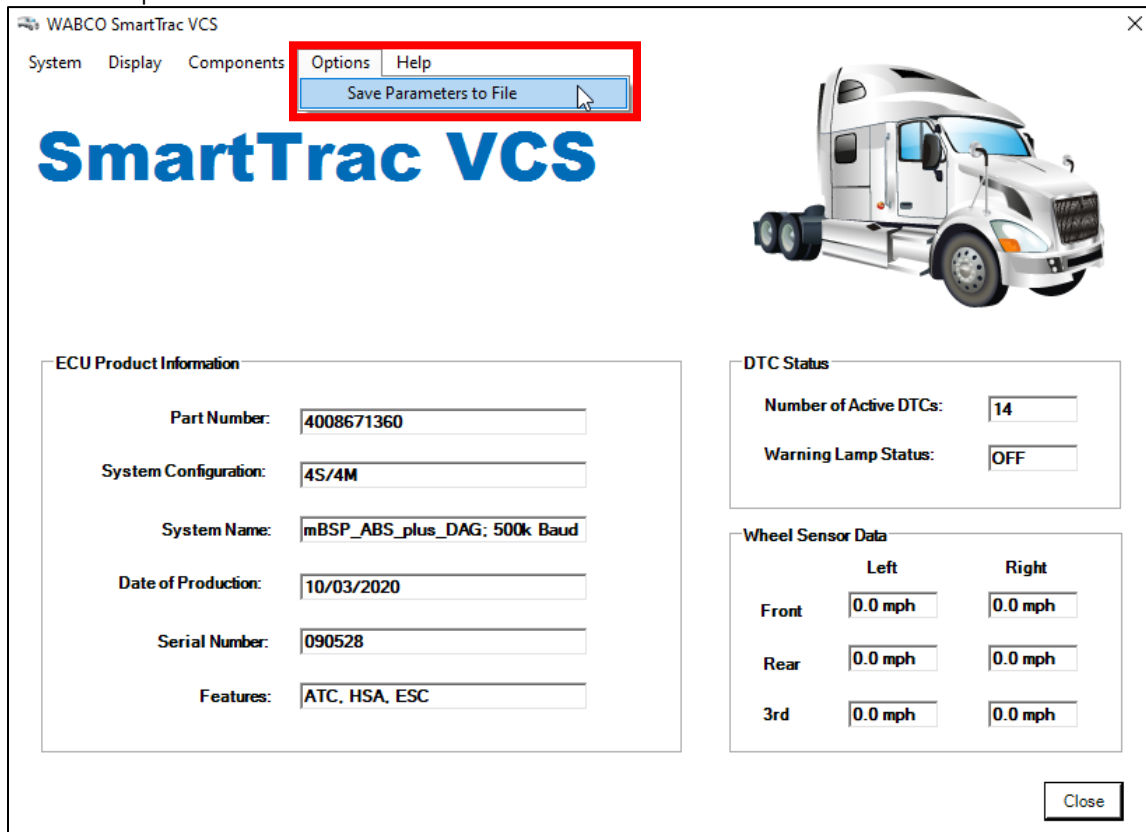 WABCO SmartTrac VCS
System Display Components Options Help
Save Parameters to File
SmartTrac VCS
ECU Product Information
Part Number: 4008671360
System Configuration: 4S/4M
System Name: mBSP_ABS_plus_DAG; 500k Baud
Date of Production: 10/03/2020
Serial Number: 090528
Features: ATC, HSA, ESC
DTC Status
Number of Active DTCs: 14
Warning Lamp Status: OFF
Wheel Sensor Data
Left Right
Front 0.0 mph 0.0 mph
Rear 0.0 mph 0.0 mph
3rd 0.0 mph 0.0 mph
Close